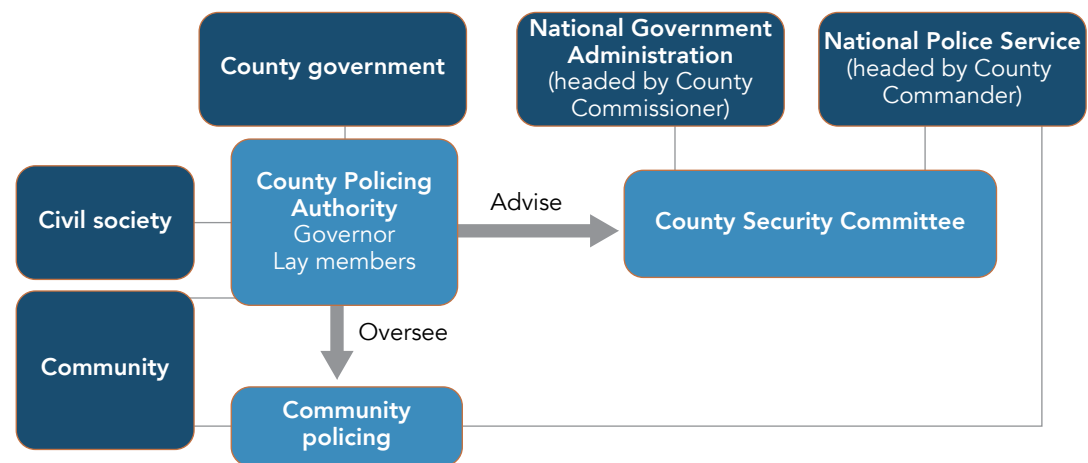 County government
National Government
Administration
(headed by County
Commissioner)
National Police Service
(headed by County
Commander)
Civil society
County Policing
Authority
Governor
Lay members
Advise
County Security Committee
Community
Oversee
Community
policing